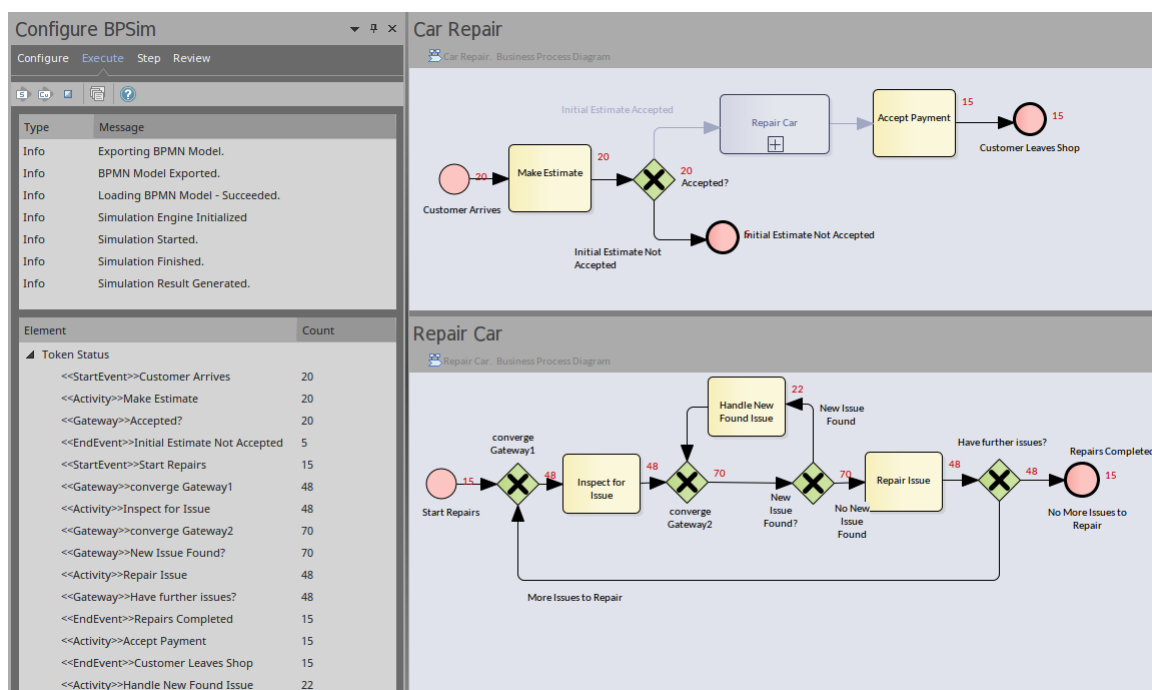 Configure BPSim
Configure Execute Step Review
Type Message
Info Exporting BPMN Model.
Info BPMN Model Exported.
Info Loading BPMN Model - Succeeded.
Info Simulation Engine Initialized
Info Simulation Started.
Info Simulation Finished.
Info Simulation Result Generated.
Element Count
Token Status
<<StartEvent>>Customer Arrives 20
<<Activity>>Make Estimate 20
<<Gateway>>Accepted? 20
<<EndEvent>>Initial Estimate Not Accepted 5
<<StartEvent>>Start Repairs 15
<<Gateway>>converge Gateway1 48
<<Activity>>Inspect for Issue 48
<<Gateway>>converge Gateway2 70
<<Gateway>>New Issue Found? 70
<<Activity>>Repair Issue 48
<<Gateway>>Have further issues? 48
<<EndEvent>>Repairs Completed 15
<<Activity>>Accept Payment 15
<<EndEvent>>Customer Leaves Shop 15
<<Activity>>Handle New Found Issue 22
Car Repair
Car Repair. Business Process Diagram
Customer Arrives
20
Make Estimate
20
Initial Estimate Accepted
20
Accepted?
Repair Car
Accept Payment
15
15
Customer Leaves Shop
Initial Estimate Not
Accepted
5
Initial Estimate Not Accepted
Repair Car
Repair Car. Business Process Diagram
Start Repairs
15
converge
Gateway1
48
Inspect for
Issue
48
Handle New
Found Issue
22
New Issue
Found
converge
Gateway2
70
New
Issue
Found?
70
No New
Issue
Found
Repair Issue
48
Have further issues?
48
Repairs Completed
15
No More Issues to
Repair
More Issues to Repair